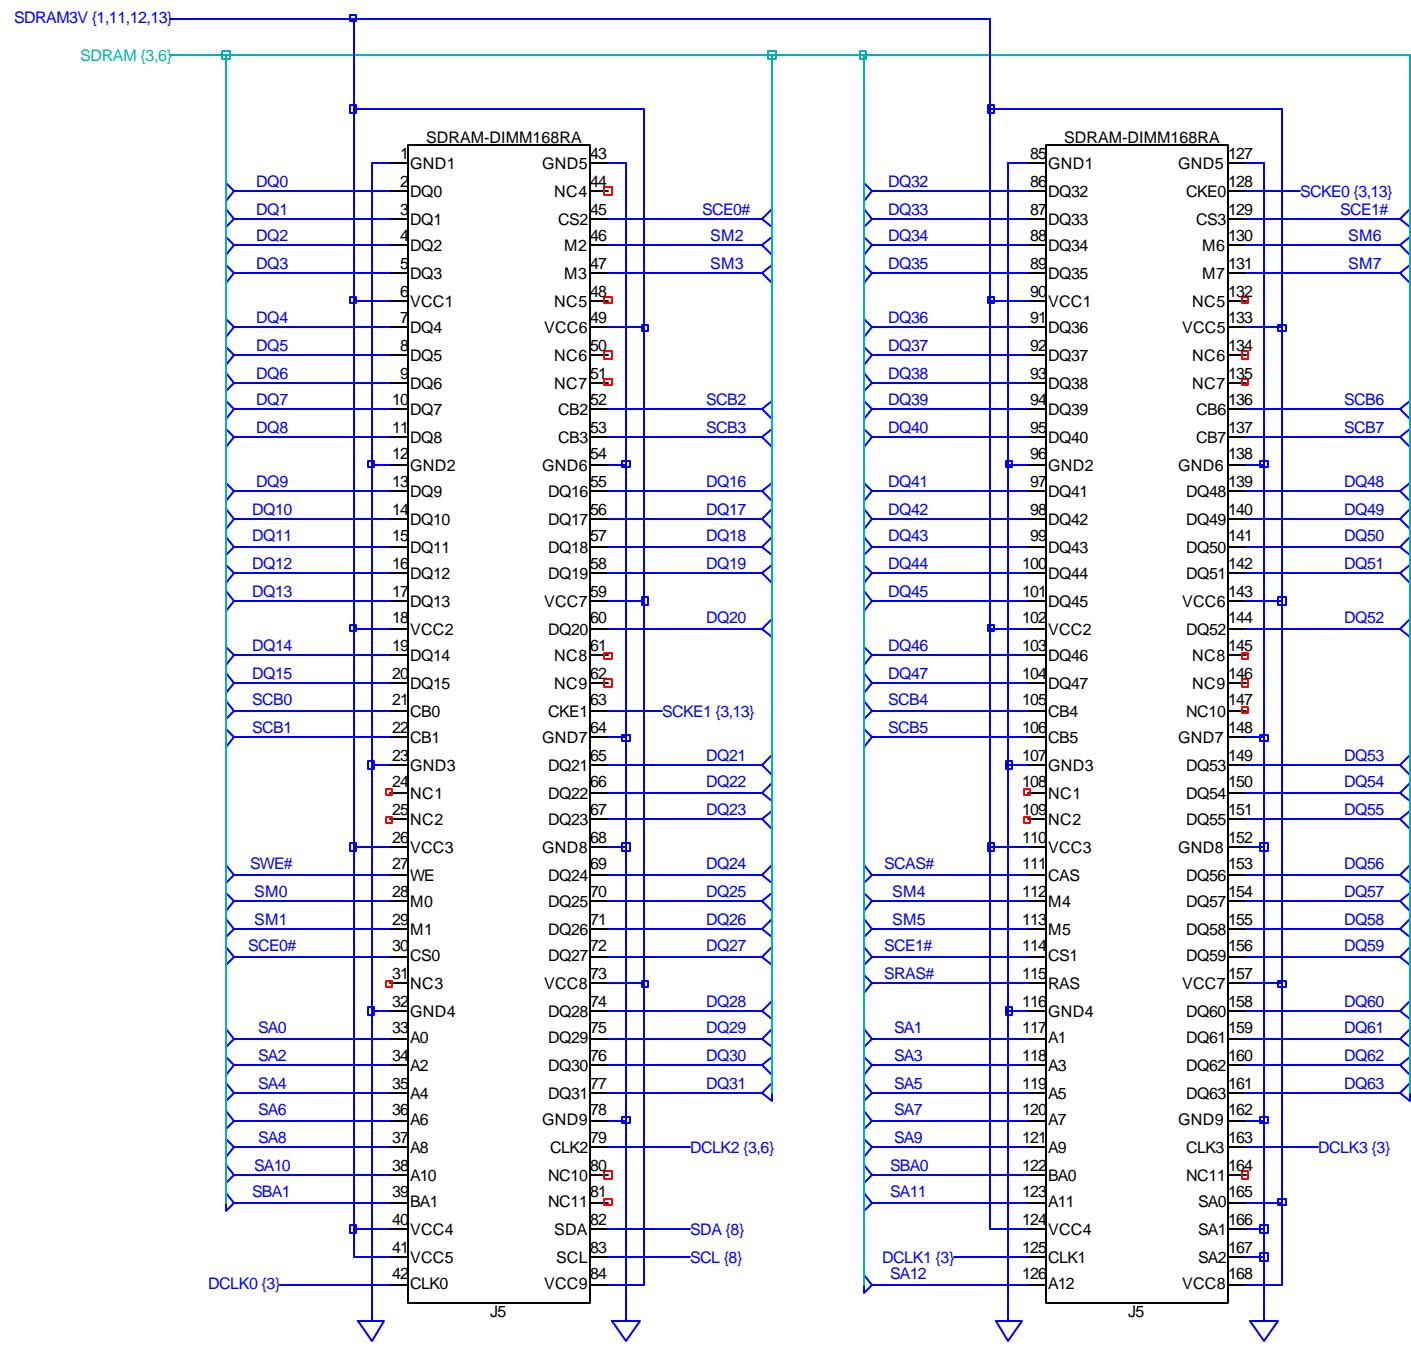 SDRAM3V {1,11,12,13}
SDRAM {3,6}
SDRAM-DIMM168RA SDRAM-DIMM168RA
1 GND1 GND5 43 85 GND1 GND5 127
DQ0 2 DQ0 NC4 44 DQ32 86 DQ32 CKE0 128 SCKE0 {3,13}
DQ1 3 DQ1 CS2 45 SCE0# DQ33 87 DQ33 CS3 129 SCE1#
DQ2 4 DQ2 M2 46 SM2 DQ34 88 DQ34 M6 130 SM6
DQ3 5 DQ3 M3 47 SM3 DQ35 89 DQ35 M7 131 SM7
6 VCC1 NC5 48 90 VCC1 NC5 132
DQ4 7 DQ4 VCC6 49 DQ36 91 DQ36 VCC5 133
DQ5 8 DQ5 NC6 50 DQ37 92 DQ37 NC6 134
DQ6 9 DQ6 NC7 51 DQ38 93 DQ38 NC7 135
DQ7 10 DQ7 CB2 52 SCB2 DQ39 94 DQ39 CB6 136 SCB6
DQ8 11 DQ8 CB3 53 SCB3 DQ40 95 DQ40 CB7 137 SCB7
12 GND2 GND6 54 96 GND2 GND6 138
DQ9 13 DQ9 DQ16 55 DQ16 DQ41 97 DQ41 DQ48 139 DQ48
DQ10 14 DQ10 DQ17 56 DQ17 DQ42 98 DQ42 DQ49 140 DQ49
DQ11 15 DQ11 DQ18 57 DQ18 DQ43 99 DQ43 DQ50 141 DQ50
DQ12 16 DQ12 DQ19 58 DQ19 DQ44 100 DQ44 DQ51 142 DQ51
DQ13 17 DQ13 VCC7 59 DQ45 101 DQ45 VCC6 143
18 VCC2 DQ20 60 DQ20 102 VCC2 DQ52 144 DQ52
DQ14 19 DQ14 NC8 61 DQ46 103 DQ46 NC8 145
DQ15 20 DQ15 NC9 62 DQ47 104 DQ47 NC9 146
SCB0 21 CB0 CKE1 63 SCKE1 {3,13} SCB4 105 CB4 NC10 147
SCB1 22 CB1 GND7 64 SCB5 106 CB5 GND7 148
23 GND3 DQ21 65 DQ21 107 GND3 DQ53 149 DQ53
24 NC1 DQ22 66 DQ22 108 NC1 DQ54 150 DQ54
25 NC2 DQ23 67 DQ23 109 NC2 DQ55 151 DQ55
26 VCC3 GND8 68 110 VCC3 GND8 152
SWE# 27 WE DQ24 69 DQ24 SCAS# 111 CAS DQ56 153 DQ56
SM0 28 M0 DQ25 70 DQ25 SM4 112 M4 DQ57 154 DQ57
SM1 29 M1 DQ26 71 DQ26 SM5 113 M5 DQ58 155 DQ58
SCE0# 30 CS0 DQ27 72 DQ27 SCE1# 114 CS1 DQ59 156 DQ59
31 NC3 VCC8 73 SRAS# 115 RAS VCC7 157
32 GND4 DQ28 74 DQ28 116 GND4 DQ60 158 DQ60
SA0 33 A0 DQ29 75 DQ29 SA1 117 A1 DQ61 159 DQ61
SA2 34 A2 DQ30 76 DQ30 SA3 118 A3 DQ62 160 DQ62
SA4 35 A4 DQ31 77 DQ31 SA5 119 A5 DQ63 161 DQ63
SA6 36 A6 GND9 78 SA7 120 A7 GND9 162
SA8 37 A8 CLK2 79 DCLK2 {3,6} SA9 121 A9 CLK3 163 DCLK3 {3}
SA10 38 A10 NC10 80 SBA0 122 BA0 NC11 164
SBA1 39 BA1 NC11 81 SA11 123 A11 SA0 165
40 VCC4 SDA 82 SDA {8} 124 VCC4 SA1 166
41 VCC5 SCL 83 SCL {8} DCLK1 {3} 125 CLK1 SA2 167
DCLK0 {3} 42 CLK0 VCC9 84 SA12 126 A12 VCC8 168
J5 J5